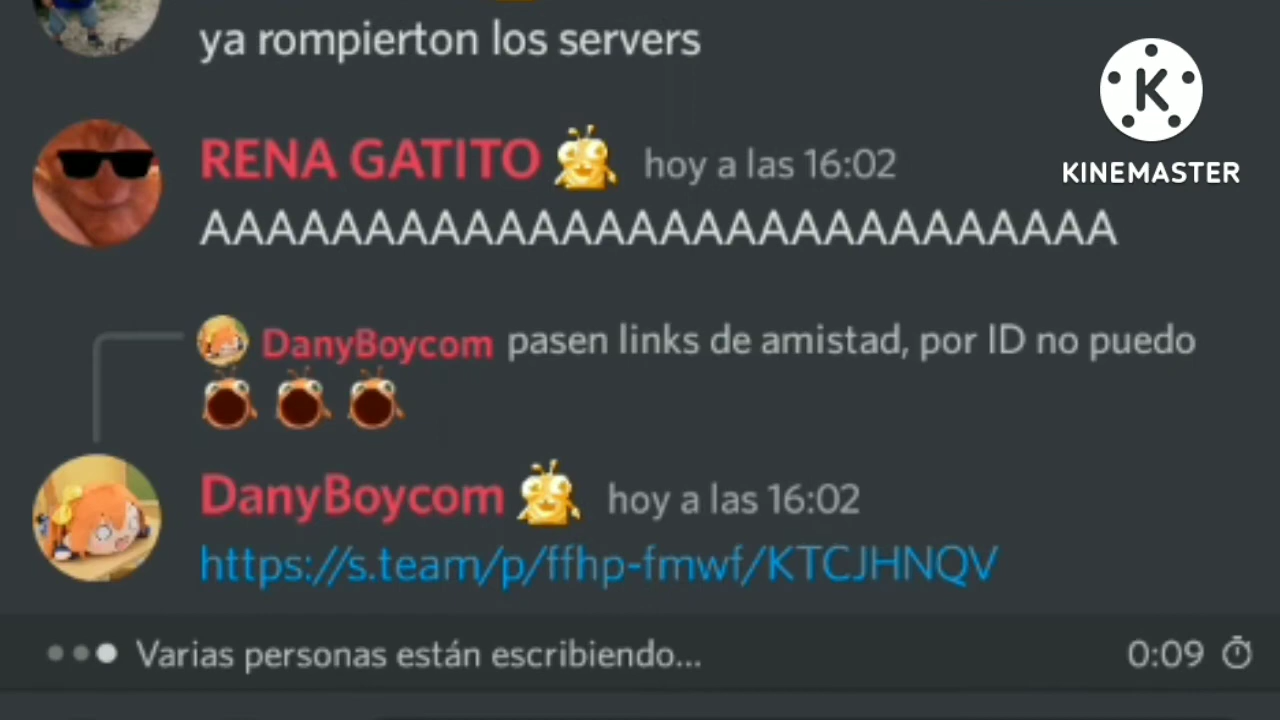 ya rompierton los servers
K
KINEMASTER
RENA GATITO hoy a las 16:02
AAAAAAAAAAAAAAAAAAAAAAAAAAAA
DanyBoycom pasen links de amistad, por ID no puedo
DanyBoycom hoy a las 16:02
https://s.team/p/ffhp-fmwf/KTCJHNQV
Varias personas están escribiendo... 0:09